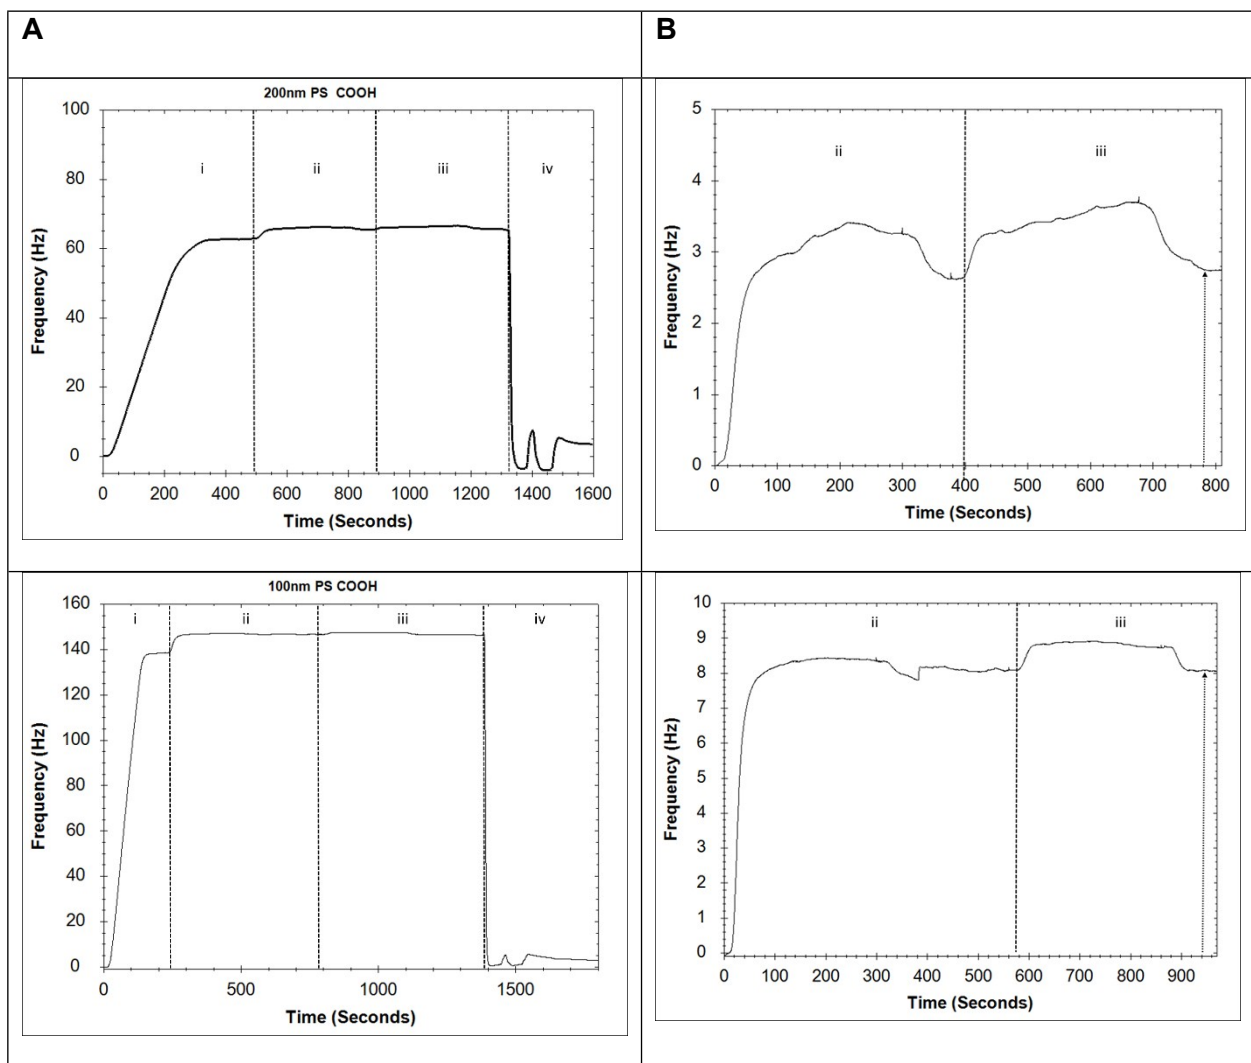 A
B
200nm PS COOH
100
80
60
40
20
0
i
ii
iii
iv
Frequency (Hz)
0 200 400 600 800 1000 1200 1400 1600
Time (Seconds)
5
4
3
2
1
0
ii
iii
Frequency (Hz)
0 100 200 300 400 500 600 700 800
Time (Seconds)
100nm PS COOH
160
140
120
100
80
60
40
20
0
i
ii
iii
iv
Frequency (Hz)
0 500 1000 1500
Time (Seconds)
10
9
8
7
6
5
4
3
2
1
0
ii
iii
Frequency (Hz)
0 100 200 300 400 500 600 700 800 900
Time (Seconds)